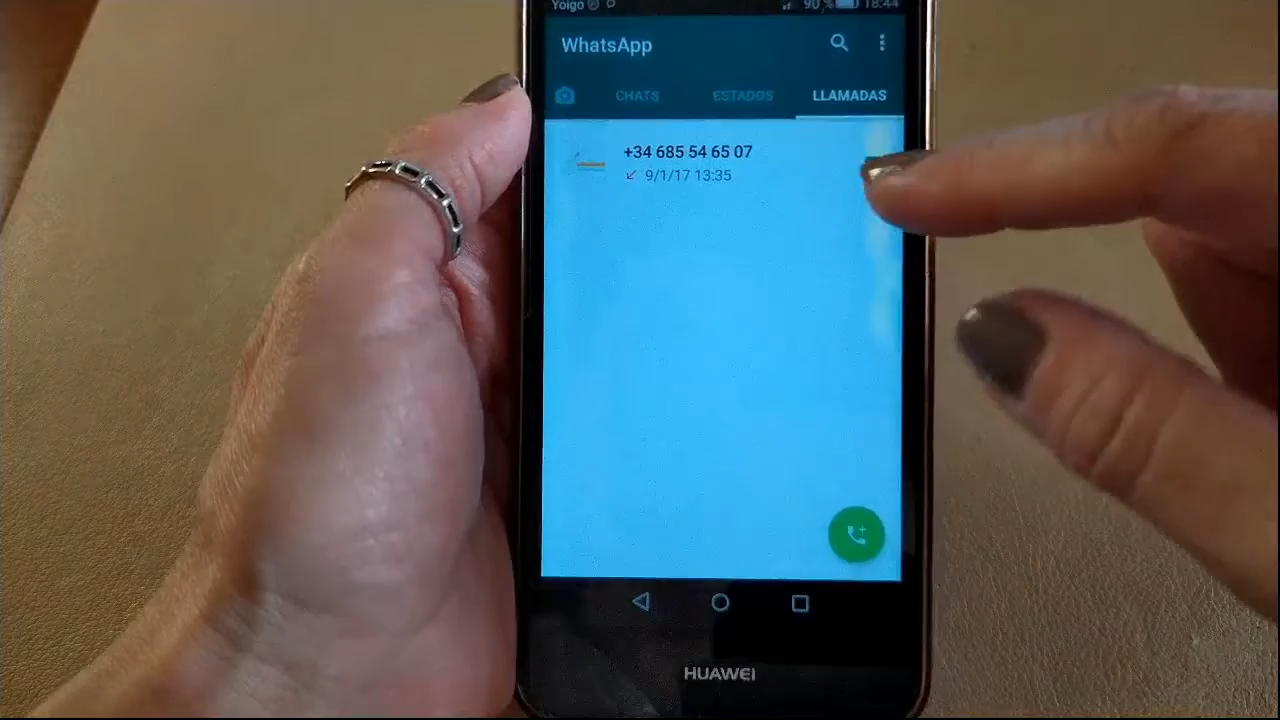 Yoigo 90 % 18:44
WhatsApp
CHATS ESTADOS LLAMADAS
+34 685 54 65 07
9/1/17 13:35
HUAWEI